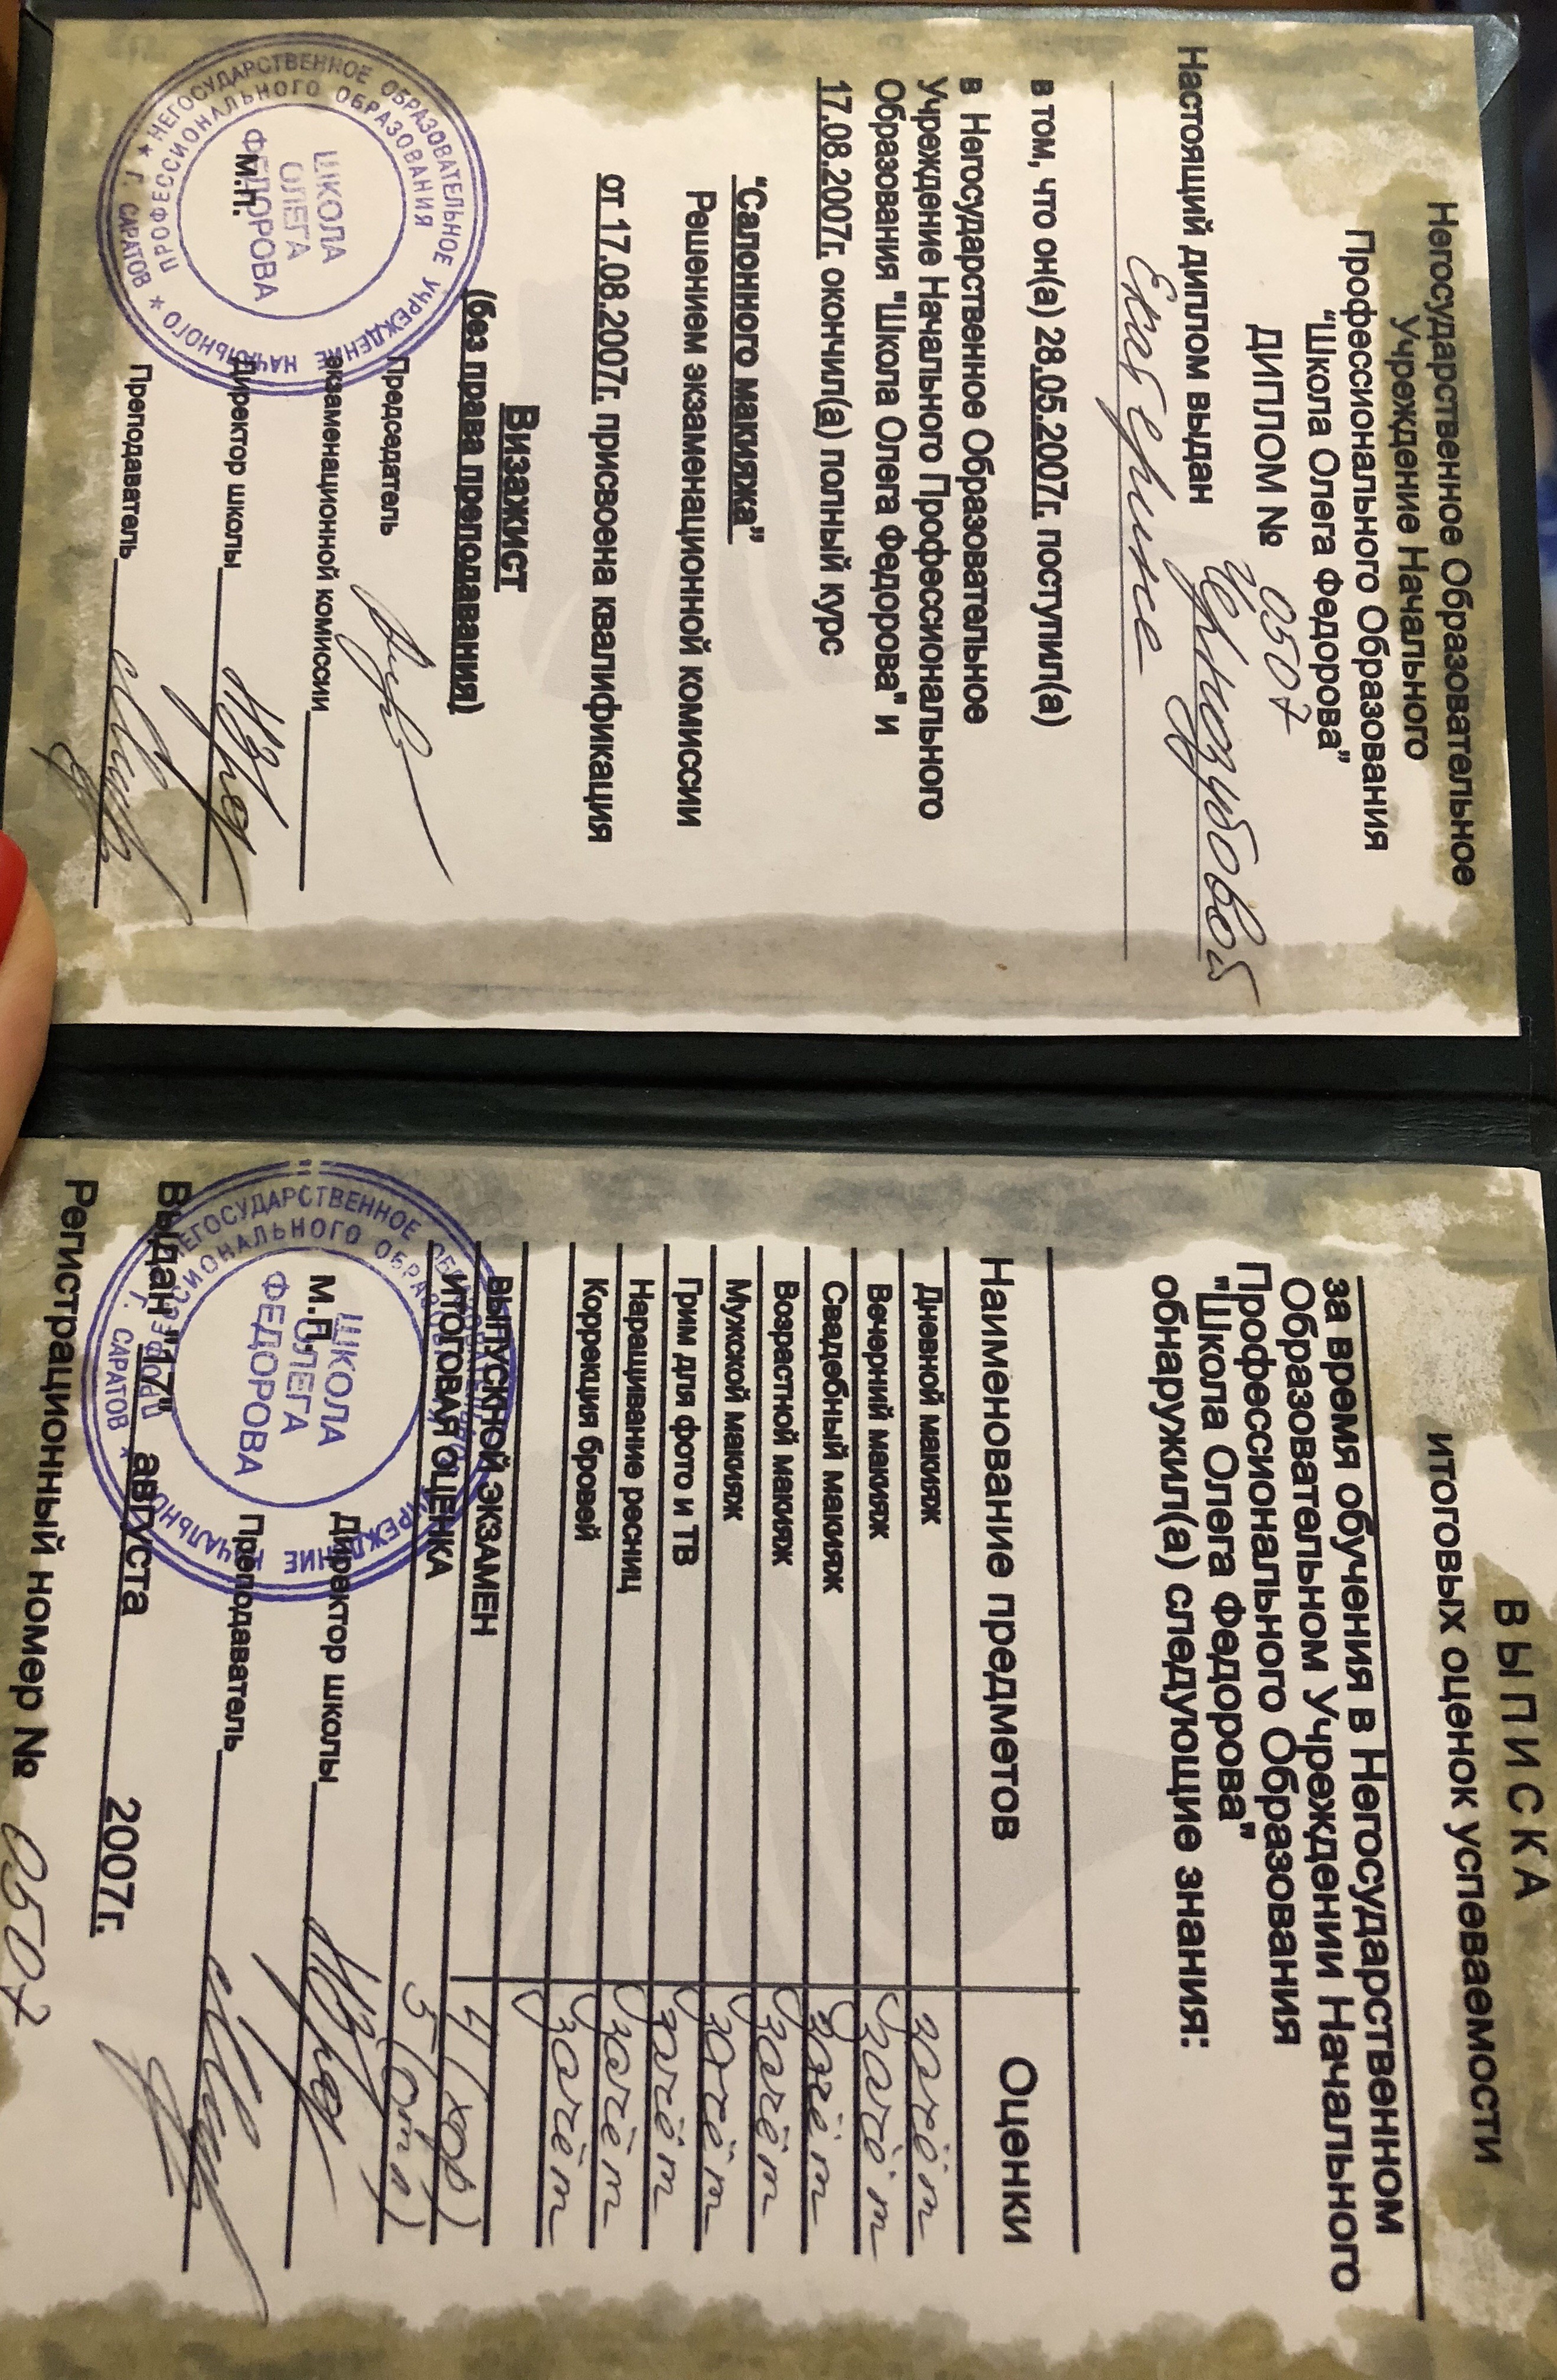 Негосударственное Образовательное
Учреждение Начального
Профессионального Образования
"Школа Олега Федорова"
ДИПЛОМ № 0507
Настоящий диплом выдан Чернозубовой
Екатерине
в том, что он(а) 28.05.2007г. поступил(а)
в Негосударственное Образовательное
Учреждение Начального Профессионального
Образования "Школа Олега Федорова" и
17.08.2007г. окончил(а) полный курс
"Салонного макияжа"
Решением экзаменационной комиссии
от 17.08.2007г. присвоена квалификация
Визажист
(без права преподавания)
Председатель
экзаменационной комиссии
Директор школы
Преподаватель
м.п.
НЕГОСУДАРСТВЕННОЕ ОБРАЗОВАТЕЛЬНОЕ УЧРЕЖДЕНИЕ НАЧАЛЬНОГО
ПРОФЕССИОНАЛЬНОГО ОБРАЗОВАНИЯ
* Г. САРАТОВ *
ШКОЛА
ОЛЕГА
ФЕДОРОВА
ВЫПИСКА
итоговых оценок успеваемости
за время обучения в Негосударственном
Образовательном Учреждении Начального
Профессионального Образования
"Школа Олега Федорова"
обнаружил(а) следующие знания:
Наименование предметов Оценки
Дневной макияж зачёт
Вечерний макияж зачёт
Свадебный макияж зачёт
Возрастной макияж зачёт
Мужской макияж зачёт
Грим для фото и ТВ зачёт
Наращивание ресниц зачёт
Коррекция бровей зачёт
ВЫПУСКНОЙ ЭКЗАМЕН 4 (хор)
ИТОГОВАЯ ОЦЕНКА 5 (отл)
м.п. Директор школы
Преподаватель
ШКОЛА
ОЛЕГА
ФЕДОРОВА
Выдан "17" августа 2007г.
Регистрационный номер № 0507